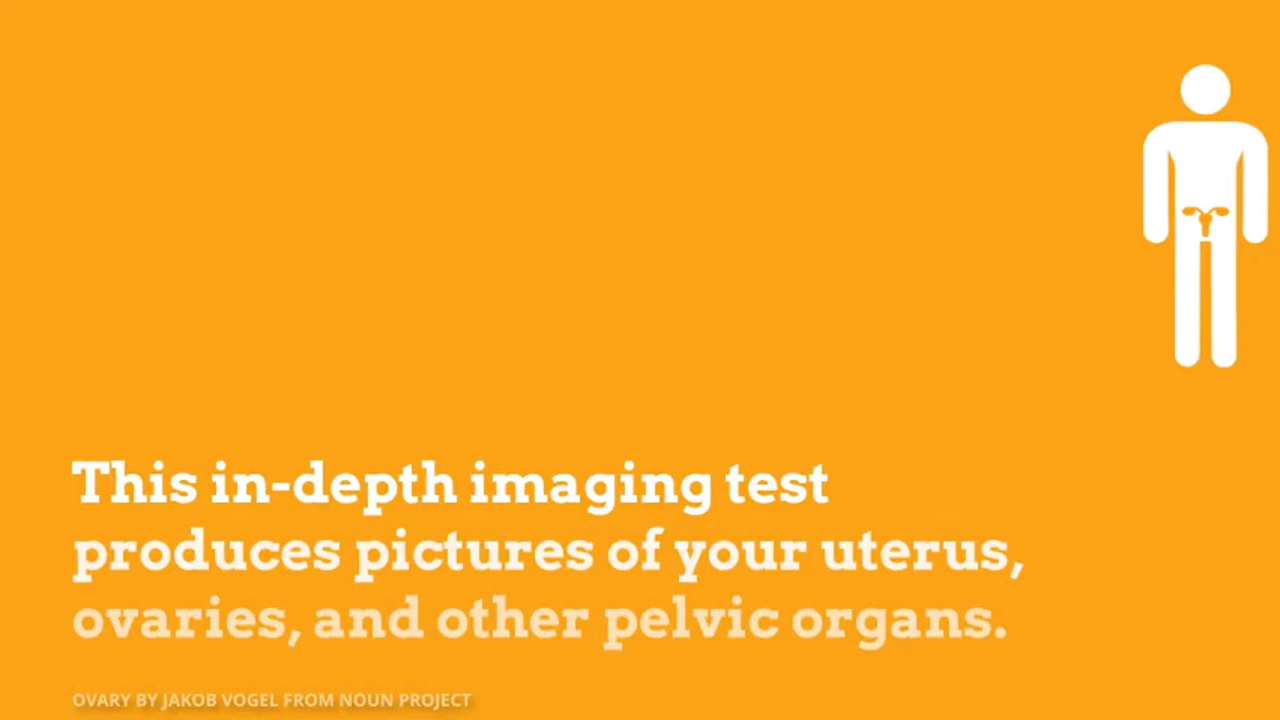 This in-depth imaging test
produces pictures of your uterus,
ovaries, and other pelvic organs.
OVARY BY JAKOB VOGEL FROM NOUN PROJECT